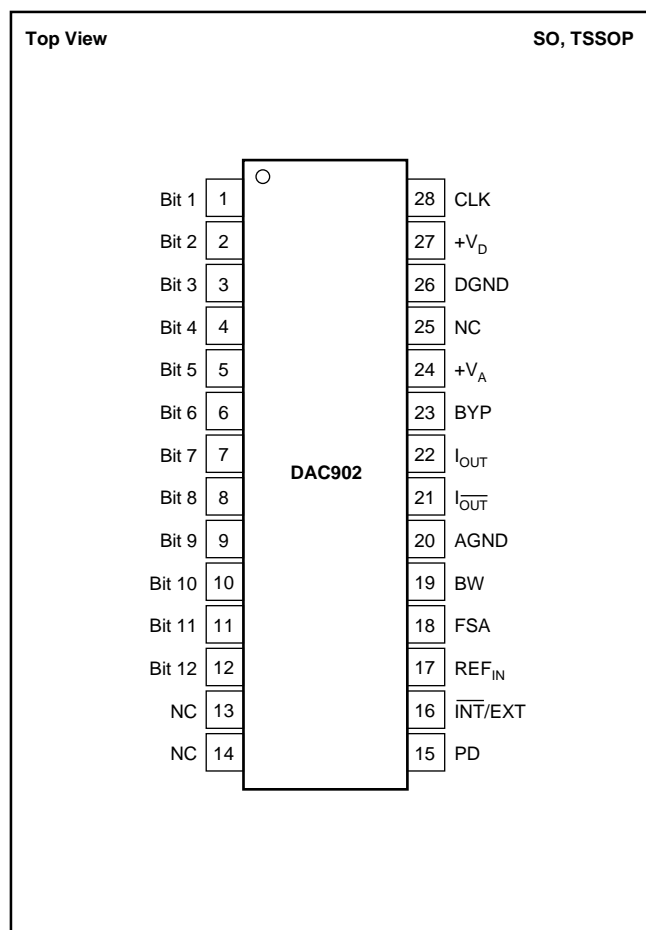 Top View SO, TSSOP
Bit 1 1 28 CLK
Bit 2 2 27 +V_D
Bit 3 3 26 DGND
Bit 4 4 25 NC
Bit 5 5 24 +V_A
Bit 6 6 23 BYP
Bit 7 7 22 I_OUT
DAC902
Bit 8 8 21 I_O̅U̅T̅
Bit 9 9 20 AGND
Bit 10 10 19 BW
Bit 11 11 18 FSA
Bit 12 12 17 REF_IN
NC 13 16 I̅N̅T̅/EXT
NC 14 15 PD